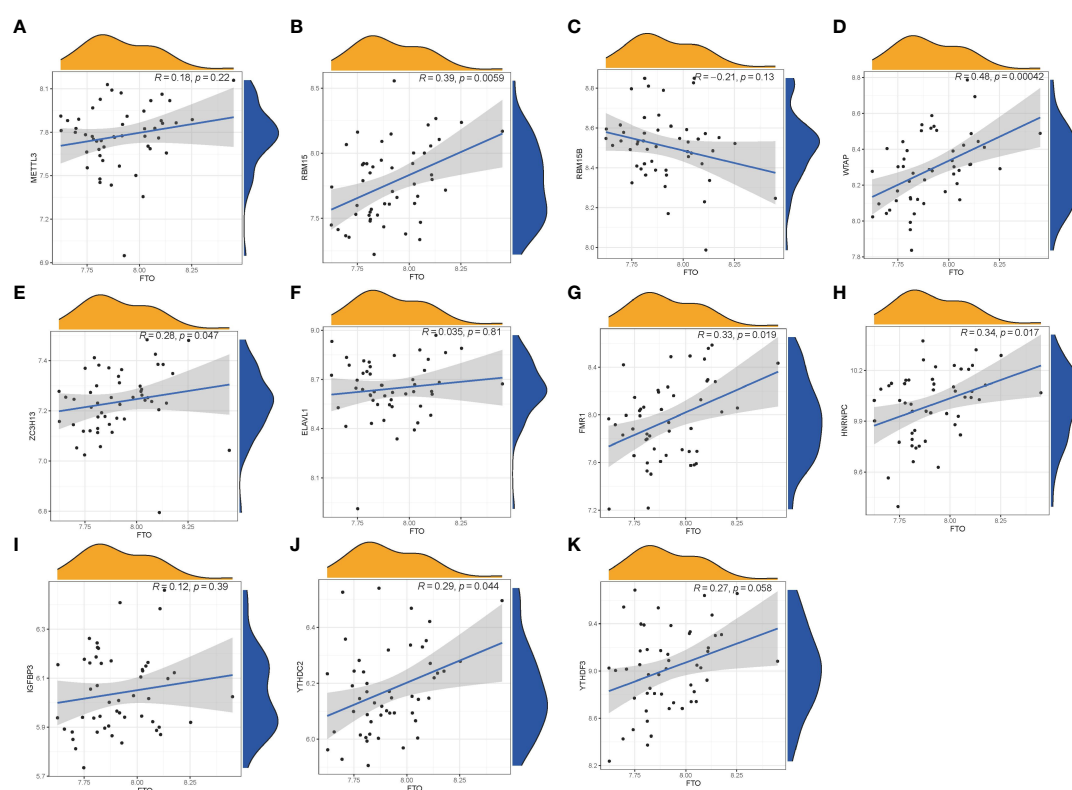 A
B
C
D
R=0.18, p=0.22
R=0.39, p=0.0059
R=−0.21, p=0.13
R=0.48, p=0.00042
8.1
7.8
7.5
7.2
6.9
METTL3
7.75 8.00 8.25
FTO
8.5
8.0
7.5
RBM15
7.75 8.00 8.25
FTO
8.8
8.6
8.4
8.2
8.0
RBM15B
7.75 8.00 8.25
FTO
8.8
8.6
8.4
8.2
8.0
7.8
WTAP
7.75 8.00 8.25
FTO
E
F
G
H
R=0.28, p=0.047
R=0.035, p=0.81
R=0.33, p=0.019
R=0.34, p=0.017
7.4
7.2
7.0
6.8
ZC3H13
7.75 8.00 8.25
FTO
9.0
8.7
8.4
8.1
ELAVL1
7.75 8.00 8.25
FTO
8.4
8.0
7.6
7.2
FMR1
7.75 8.00 8.25
FTO
10.2
9.9
9.6
HNRNPC
7.75 8.00 8.25
FTO
I
J
K
R=0.12, p=0.39
R=0.29, p=0.044
R=0.27, p=0.058
6.3
6.1
5.9
5.7
IGFBP3
7.75 8.00 8.25
FTO
6.4
6.2
6.0
YTHDC2
7.75 8.00 8.25
FTO
9.4
9.0
8.6
8.2
YTHDF3
7.75 8.00 8.25
FTO